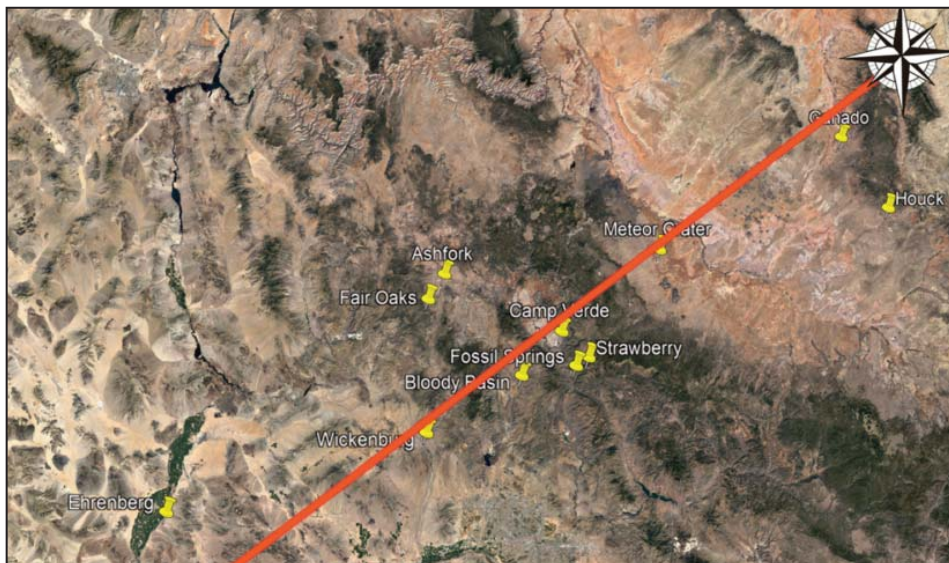 Ganado
Houck
Meteor Crater
Ashfork
Fair Oaks
Camp Verde
Strawberry
Fossil Springs
Bloody Basin
Wickenburg
Ehrenberg